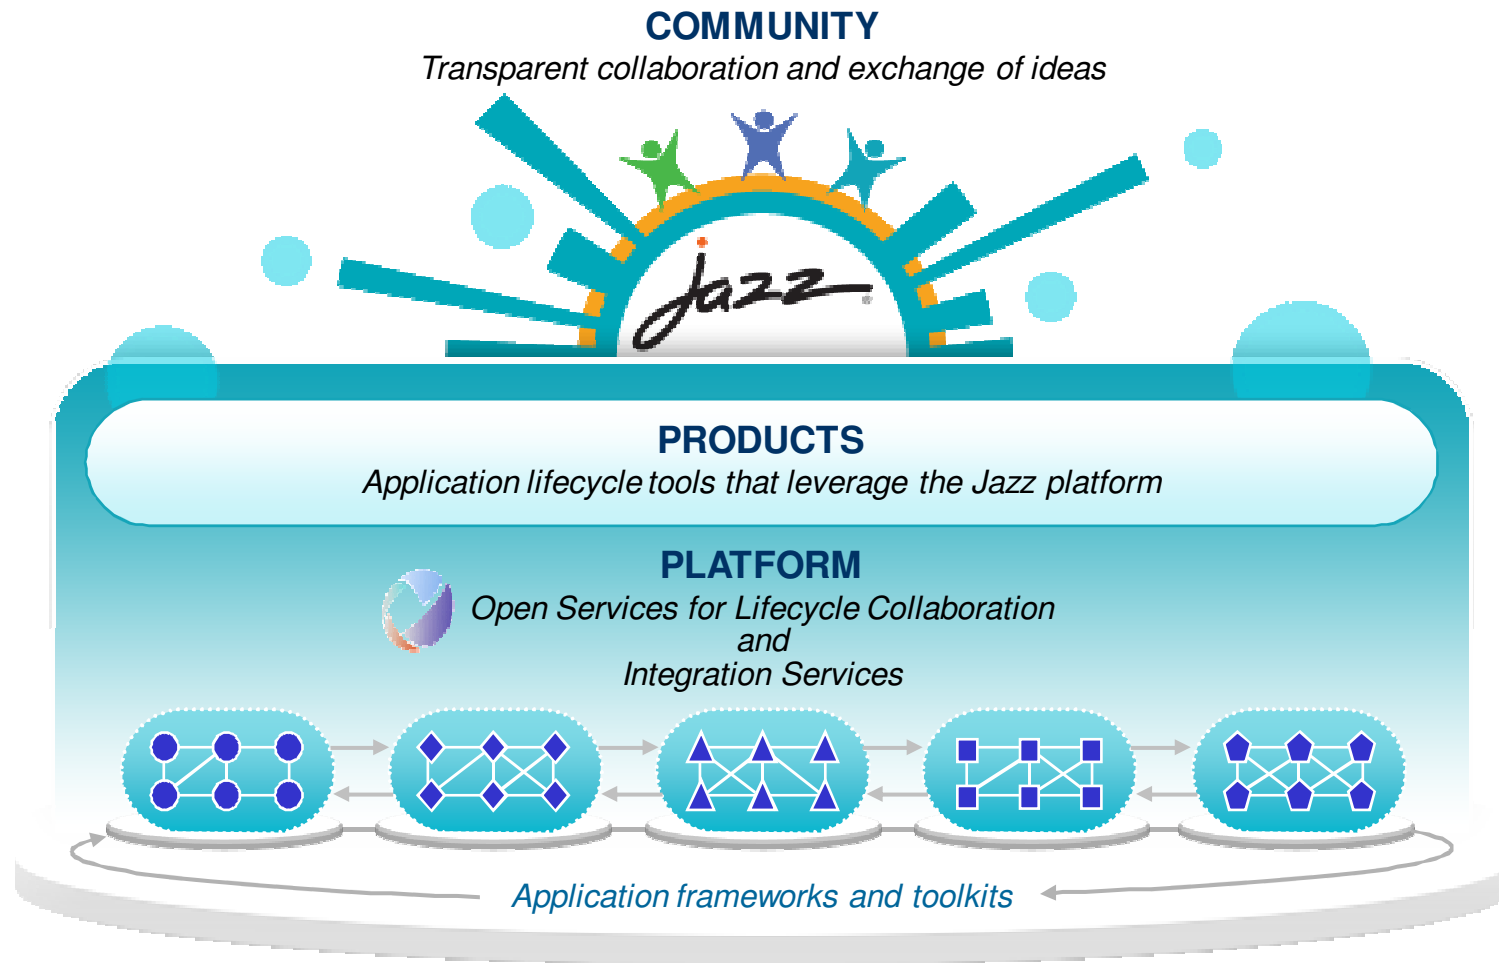 COMMUNITY
Transparent collaboration and exchange of ideas
jazz
PRODUCTS
Application lifecycle tools that leverage the Jazz platform
PLATFORM
Open Services for Lifecycle Collaboration
and
Integration Services
Application frameworks and toolkits